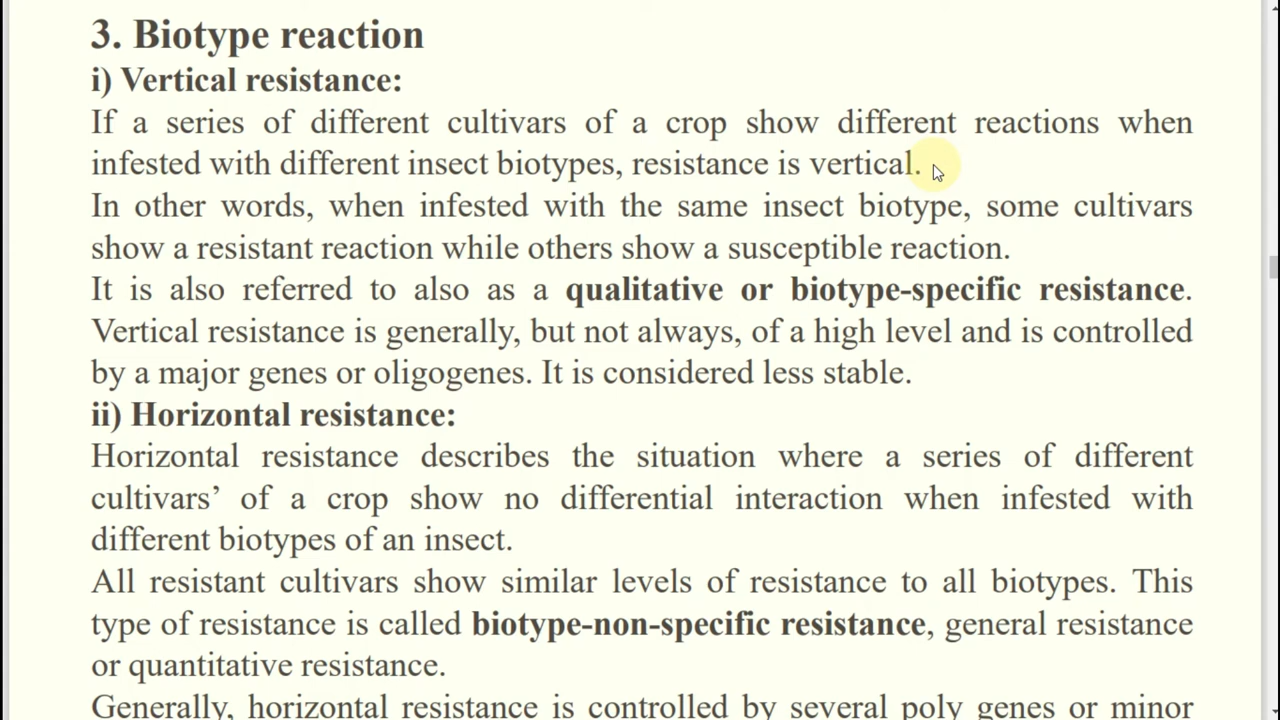 3. Biotype reaction
i) Vertical resistance:
If a series of different cultivars of a crop show different reactions when
infested with different insect biotypes, resistance is vertical.
In other words, when infested with the same insect biotype, some cultivars
show a resistant reaction while others show a susceptible reaction.
It is also referred to also as a qualitative or biotype-specific resistance.
Vertical resistance is generally, but not always, of a high level and is controlled
by a major genes or oligogenes. It is considered less stable.
ii) Horizontal resistance:
Horizontal resistance describes the situation where a series of different
cultivars’ of a crop show no differential interaction when infested with
different biotypes of an insect.
All resistant cultivars show similar levels of resistance to all biotypes. This
type of resistance is called biotype-non-specific resistance, general resistance
or quantitative resistance.
Generally, horizontal resistance is controlled by several poly genes or minor